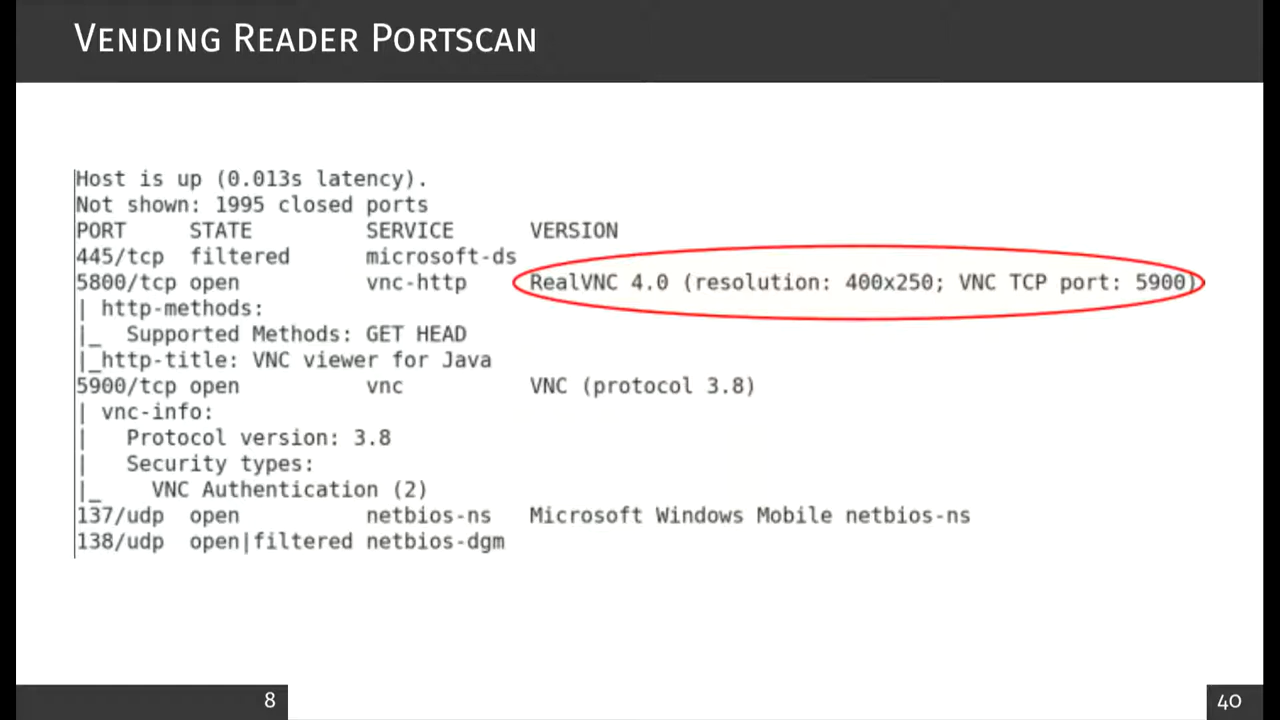 VENDING READER PORTSCAN
Host is up (0.013s latency).
Not shown: 1995 closed ports
PORT     STATE         SERVICE      VERSION
445/tcp  filtered      microsoft-ds
5800/tcp open          vnc-http     RealVNC 4.0 (resolution: 400x250; VNC TCP port: 5900)
| http-methods:
|_  Supported Methods: GET HEAD
|_http-title: VNC viewer for Java
5900/tcp open          vnc          VNC (protocol 3.8)
| vnc-info:
|   Protocol version: 3.8
|   Security types:
|_    VNC Authentication (2)
137/udp  open          netbios-ns   Microsoft Windows Mobile netbios-ns
138/udp  open|filtered netbios-dgm
8
40